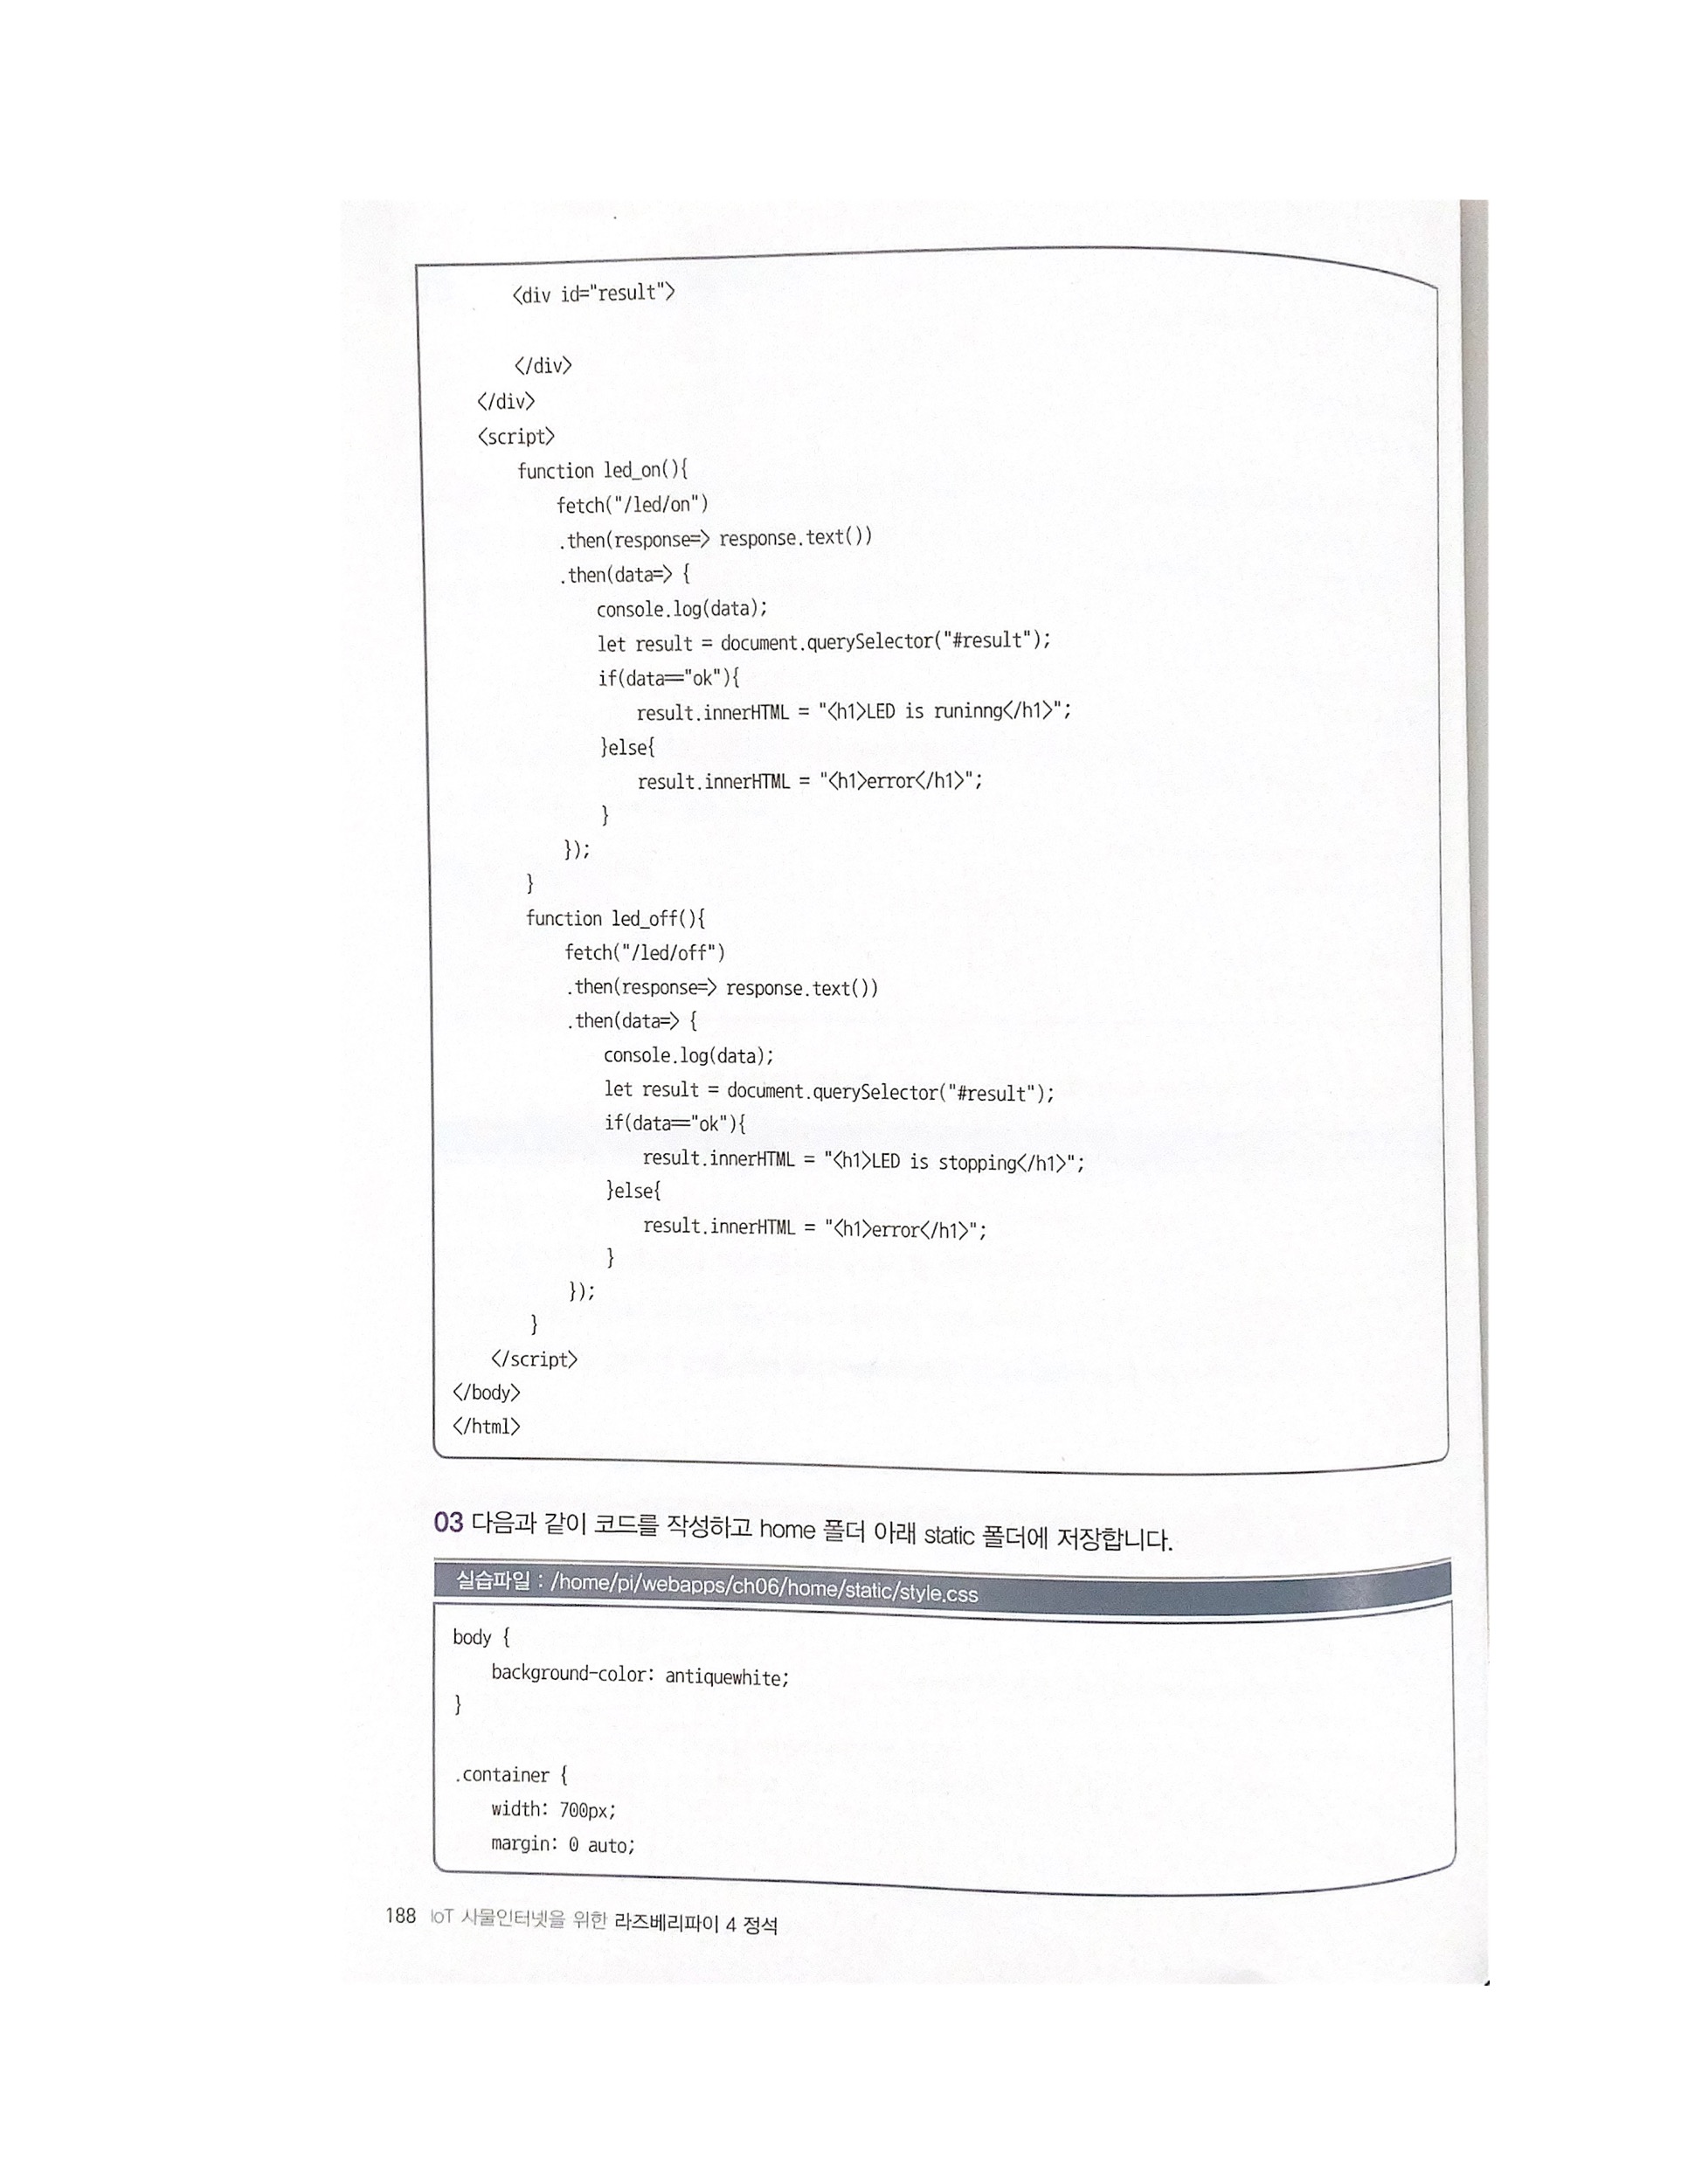 <div id="result">

</div>
</div>
<script>
function led_on(){
fetch("/led/on")
.then(response=> response.text())
.then(data=> {
console.log(data);
let result = document.querySelector("#result");
if(data=="ok"){
result.innerHTML = "<h1>LED is runinng</h1>";
}else{
result.innerHTML = "<h1>error</h1>";
}
});
}
function led_off(){
fetch("/led/off")
.then(response=> response.text())
.then(data=> {
console.log(data);
let result = document.querySelector("#result");
if(data=="ok"){
result.innerHTML = "<h1>LED is stopping</h1>";
}else{
result.innerHTML = "<h1>error</h1>";
}
});
}
</script>
</body>
</html>
03 다음과 같이 코드를 작성하고 home 폴더 아래 static 폴더에 저장합니다.
실습파일 : /home/pi/webapps/ch06/home/static/style.css
body {
background-color: antiquewhite;
}

.container {
width: 700px;
margin: 0 auto;
188 IoT 사물인터넷을 위한 라즈베리파이 4 정석